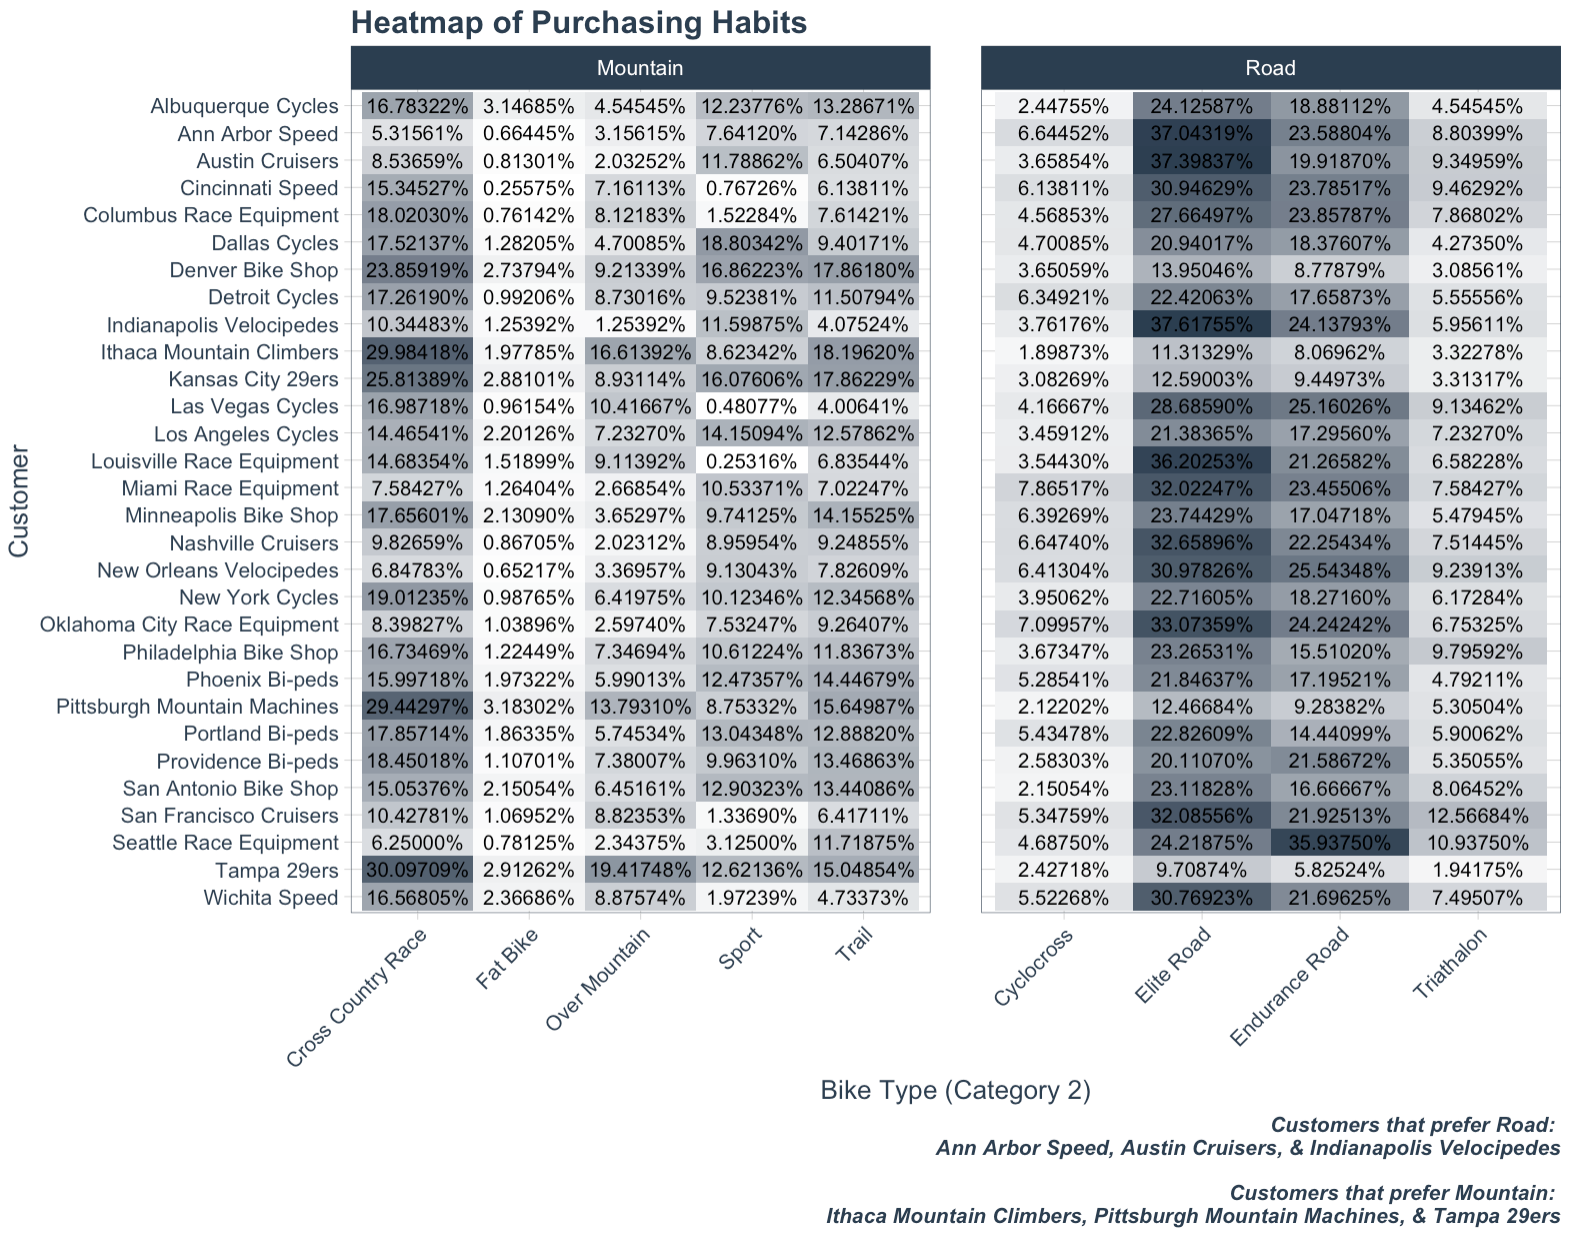 Heatmap of Purchasing Habits
Mountain Road
Albuquerque Cycles 16.78322% 3.14685% 4.54545% 12.23776% 13.28671% 2.44755% 24.12587% 18.88112% 4.54545%
Ann Arbor Speed 5.31561% 0.66445% 3.15615% 7.64120% 7.14286% 6.64452% 37.04319% 23.58804% 8.80399%
Austin Cruisers 8.53659% 0.81301% 2.03252% 11.78862% 6.50407% 3.65854% 37.39837% 19.91870% 9.34959%
Cincinnati Speed 15.34527% 0.25575% 7.16113% 0.76726% 6.13811% 6.13811% 30.94629% 23.78517% 9.46292%
Columbus Race Equipment 18.02030% 0.76142% 8.12183% 1.52284% 7.61421% 4.56853% 27.66497% 23.85787% 7.86802%
Dallas Cycles 17.52137% 1.28205% 4.70085% 18.80342% 9.40171% 4.70085% 20.94017% 18.37607% 4.27350%
Denver Bike Shop 23.85919% 2.73794% 9.21339% 16.86223% 17.86180% 3.65059% 13.95046% 8.77879% 3.08561%
Detroit Cycles 17.26190% 0.99206% 8.73016% 9.52381% 11.50794% 6.34921% 22.42063% 17.65873% 5.55556%
Indianapolis Velocipedes 10.34483% 1.25392% 1.25392% 11.59875% 4.07524% 3.76176% 37.61755% 24.13793% 5.95611%
Ithaca Mountain Climbers 29.98418% 1.97785% 16.61392% 8.62342% 18.19620% 1.89873% 11.31329% 8.06962% 3.32278%
Kansas City 29ers 25.81389% 2.88101% 8.93114% 16.07606% 17.86229% 3.08269% 12.59003% 9.44973% 3.31317%
Las Vegas Cycles 16.98718% 0.96154% 10.41667% 0.48077% 4.00641% 4.16667% 28.68590% 25.16026% 9.13462%
Los Angeles Cycles 14.46541% 2.20126% 7.23270% 14.15094% 12.57862% 3.45912% 21.38365% 17.29560% 7.23270%
Louisville Race Equipment 14.68354% 1.51899% 9.11392% 0.25316% 6.83544% 3.54430% 36.20253% 21.26582% 6.58228%
Miami Race Equipment 7.58427% 1.26404% 2.66854% 10.53371% 7.02247% 7.86517% 32.02247% 23.45506% 7.58427%
Minneapolis Bike Shop 17.65601% 2.13090% 3.65297% 9.74125% 14.15525% 6.39269% 23.74429% 17.04718% 5.47945%
Nashville Cruisers 9.82659% 0.86705% 2.02312% 8.95954% 9.24855% 6.64740% 32.65896% 22.25434% 7.51445%
New Orleans Velocipedes 6.84783% 0.65217% 3.36957% 9.13043% 7.82609% 6.41304% 30.97826% 25.54348% 9.23913%
New York Cycles 19.01235% 0.98765% 6.41975% 10.12346% 12.34568% 3.95062% 22.71605% 18.27160% 6.17284%
Oklahoma City Race Equipment 8.39827% 1.03896% 2.59740% 7.53247% 9.26407% 7.09957% 33.07359% 24.24242% 6.75325%
Philadelphia Bike Shop 16.73469% 1.22449% 7.34694% 10.61224% 11.83673% 3.67347% 23.26531% 15.51020% 9.79592%
Phoenix Bi-peds 15.99718% 1.97322% 5.99013% 12.47357% 14.44679% 5.28541% 21.84637% 17.19521% 4.79211%
Pittsburgh Mountain Machines 29.44297% 3.18302% 13.79310% 8.75332% 15.64987% 2.12202% 12.46684% 9.28382% 5.30504%
Portland Bi-peds 17.85714% 1.86335% 5.74534% 13.04348% 12.88820% 5.43478% 22.82609% 14.44099% 5.90062%
Providence Bi-peds 18.45018% 1.10701% 7.38007% 9.96310% 13.46863% 2.58303% 20.11070% 21.58672% 5.35055%
San Antonio Bike Shop 15.05376% 2.15054% 6.45161% 12.90323% 13.44086% 2.15054% 23.11828% 16.66667% 8.06452%
San Francisco Cruisers 10.42781% 1.06952% 8.82353% 1.33690% 6.41711% 5.34759% 32.08556% 21.92513% 12.56684%
Seattle Race Equipment 6.25000% 0.78125% 2.34375% 3.12500% 11.71875% 4.68750% 24.21875% 35.93750% 10.93750%
Tampa 29ers 30.09709% 2.91262% 19.41748% 12.62136% 15.04854% 2.42718% 9.70874% 5.82524% 1.94175%
Wichita Speed 16.56805% 2.36686% 8.87574% 1.97239% 4.73373% 5.52268% 30.76923% 21.69625% 7.49507%
Customer
Cross Country Race Fat Bike Over Mountain Sport Trail Cyclocross Elite Road Endurance Road Triathalon
Bike Type (Category 2)
Customers that prefer Road:
Ann Arbor Speed, Austin Cruisers, & Indianapolis Velocipedes
Customers that prefer Mountain:
Ithaca Mountain Climbers, Pittsburgh Mountain Machines, & Tampa 29ers